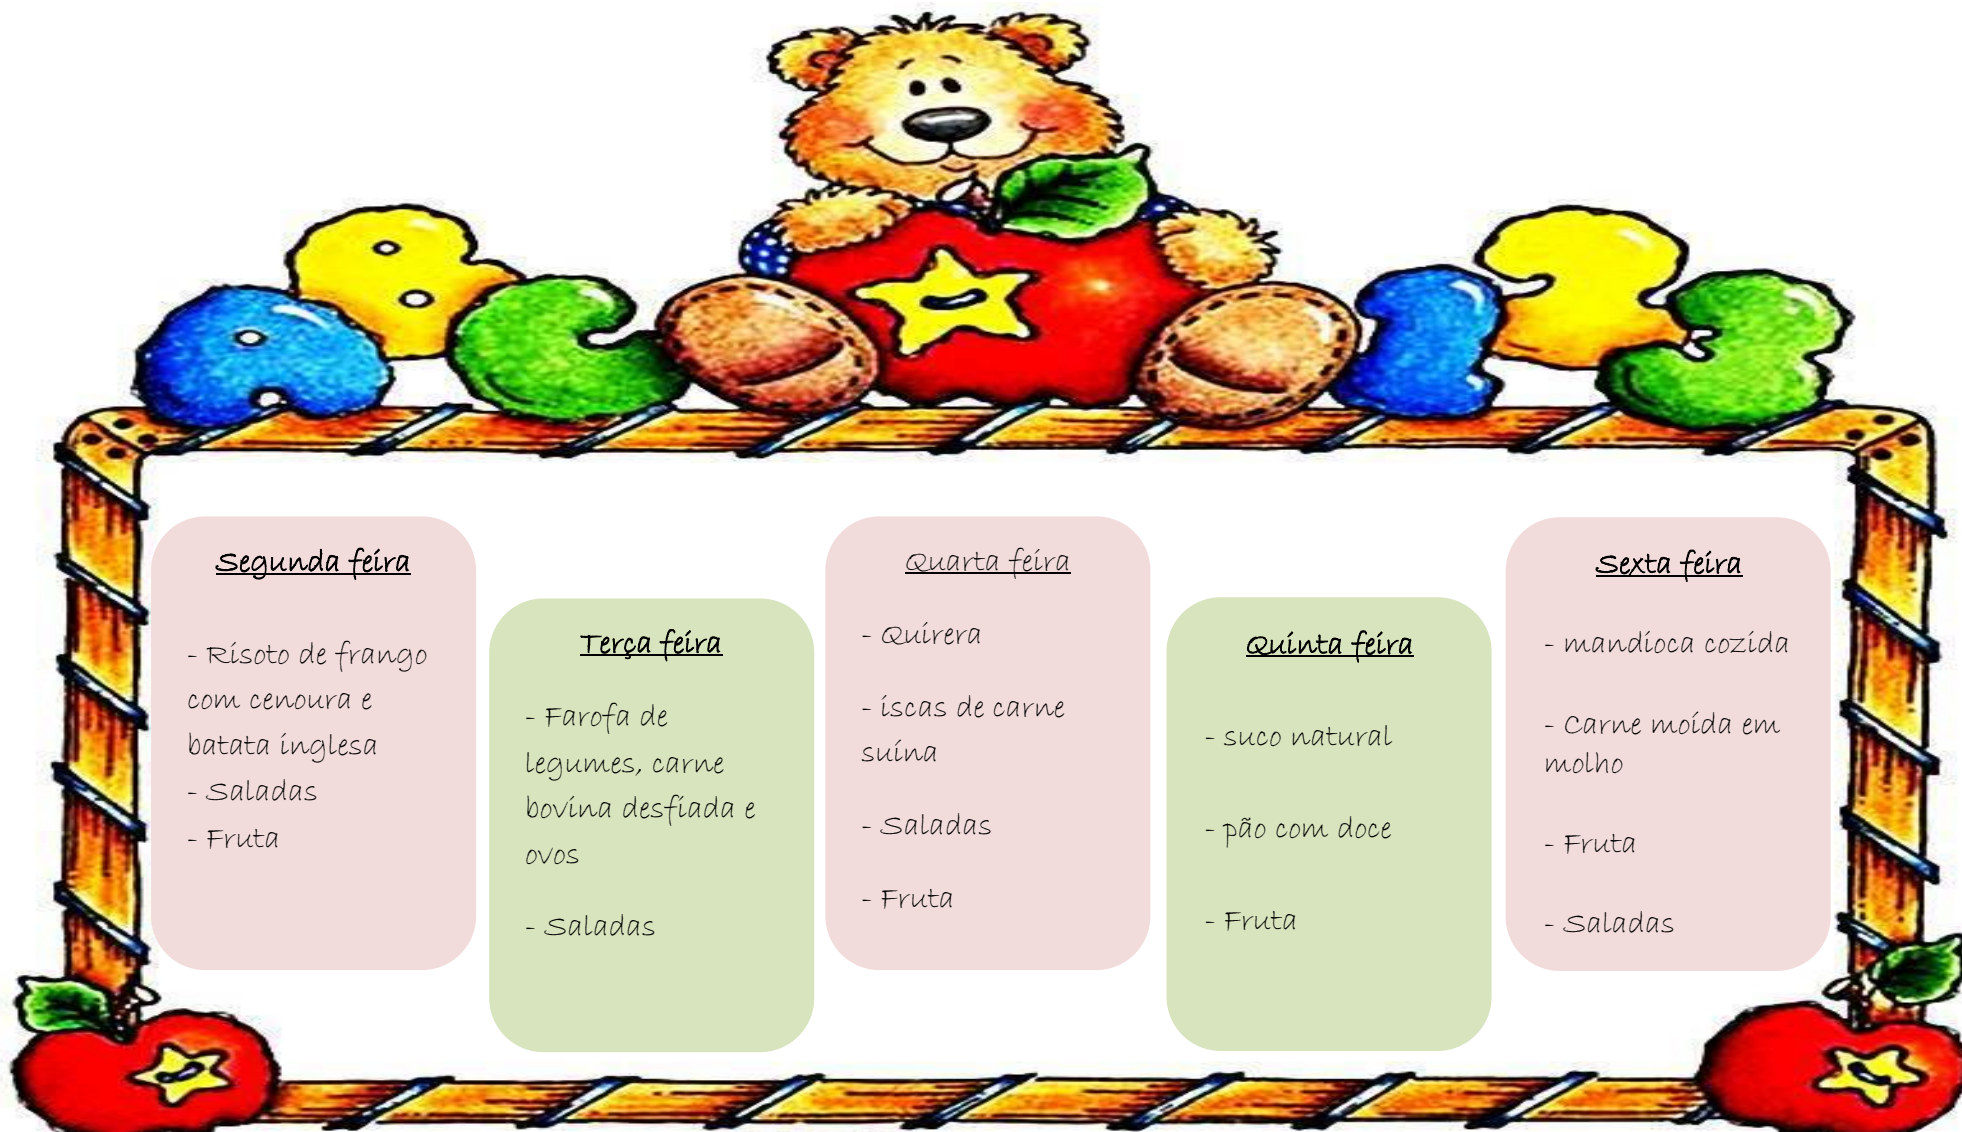 Segunda feira
- Risoto de frango
com cenoura e
batata inglesa
- Saladas
- Fruta
Terça feira
- Farofa de
legumes, carne
bovina desfiada e
ovos
- Saladas
Quarta feira
- Quirera
- iscas de carne
suína
- Saladas
- Fruta
Quinta feira
- suco natural
- pão com doce
- Fruta
Sexta feira
- mandioca cozida
- Carne moída em
molho
- Fruta
- Saladas